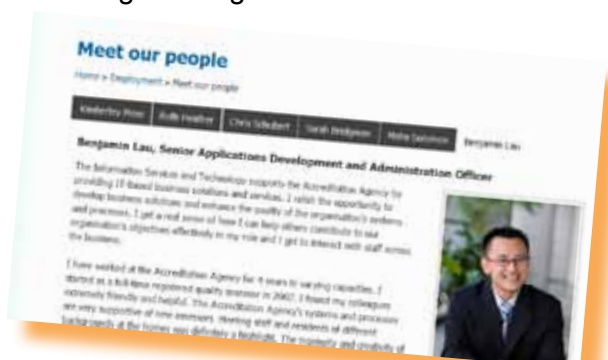 Meet our people
Home » Employment » Meet our people
Kimberley Rose Ruth Heather Chris Schubert Sarah Bridgman Benjamin Lau
Benjamin Lau, Senior Applications Development and Administration Officer
The Information Services and Technology supports the Accreditation Agency by
providing IT-based business solutions and services. I relish the opportunity to
develop business solutions and enhance the quality of the organisation's systems
and processes. I get a real sense of how I can help others contribute to our
organisation's objectives effectively in my role and I get to interact with staff across
the business.
I have worked at the Accreditation Agency for 4 years in varying capacities. I
started as a full-time registered quality assessor in 2007. I found my colleagues
extremely friendly and helpful. The Accreditation Agency's systems and processes
are very supportive of new assessors. Meeting staff and residents of different
backgrounds at the homes was definitely a highlight. The and creativity of